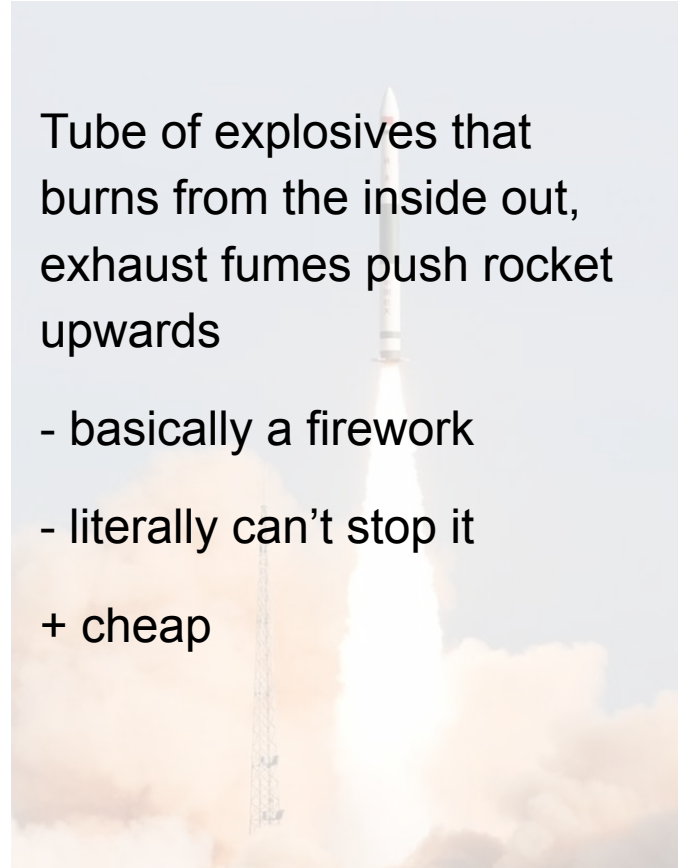 Tube of explosives that
burns from the inside out,
exhaust fumes push rocket
upwards
- basically a firework
- literally can’t stop it
+ cheap